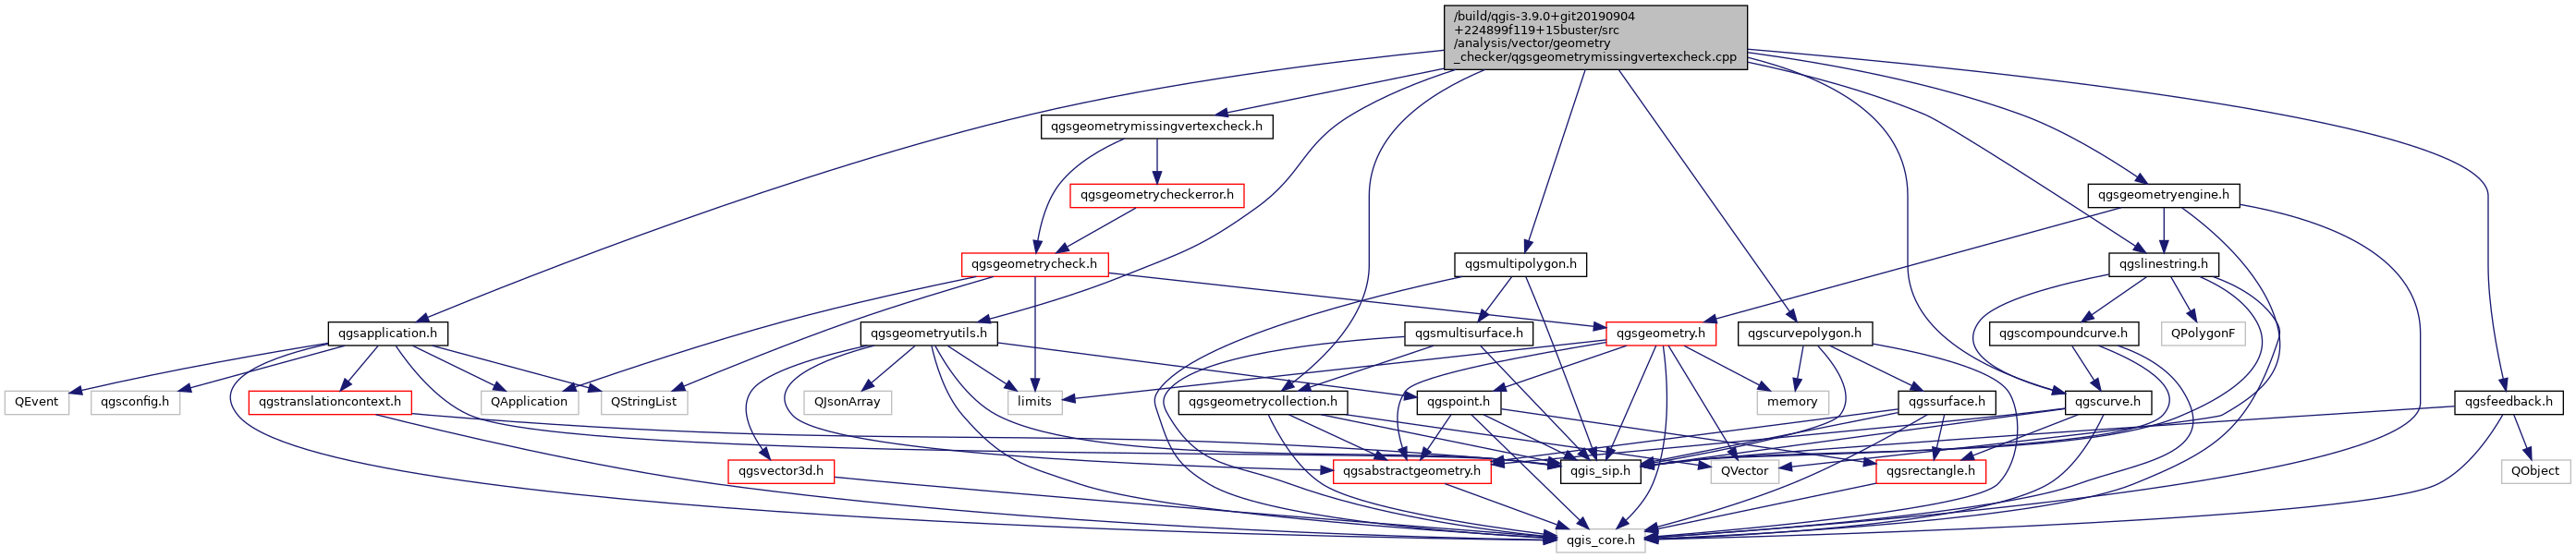 /build/qgis-3.9.0+git20190904
+224899f119+15buster/src
/analysis/vector/geometry
_checker/qgsgeometrymissingvertexcheck.cpp
qgsgeometrymissingvertexcheck.h
qgsgeometrycheckerror.h
qgsgeometryengine.h
qgsgeometrycheck.h
qgsmultipolygon.h
qgslinestring.h
qgsapplication.h
qgsgeometryutils.h
qgsmultisurface.h
qgsgeometry.h
qgscurvepolygon.h
qgscompoundcurve.h
QPolygonF
QEvent
qgsconfig.h
qgstranslationcontext.h
QApplication
QStringList
QJsonArray
limits
qgsgeometrycollection.h
qgspoint.h
memory
qgssurface.h
qgscurve.h
qgsfeedback.h
qgsvector3d.h
qgsabstractgeometry.h
qgis_sip.h
QVector
qgsrectangle.h
QObject
qgis_core.h